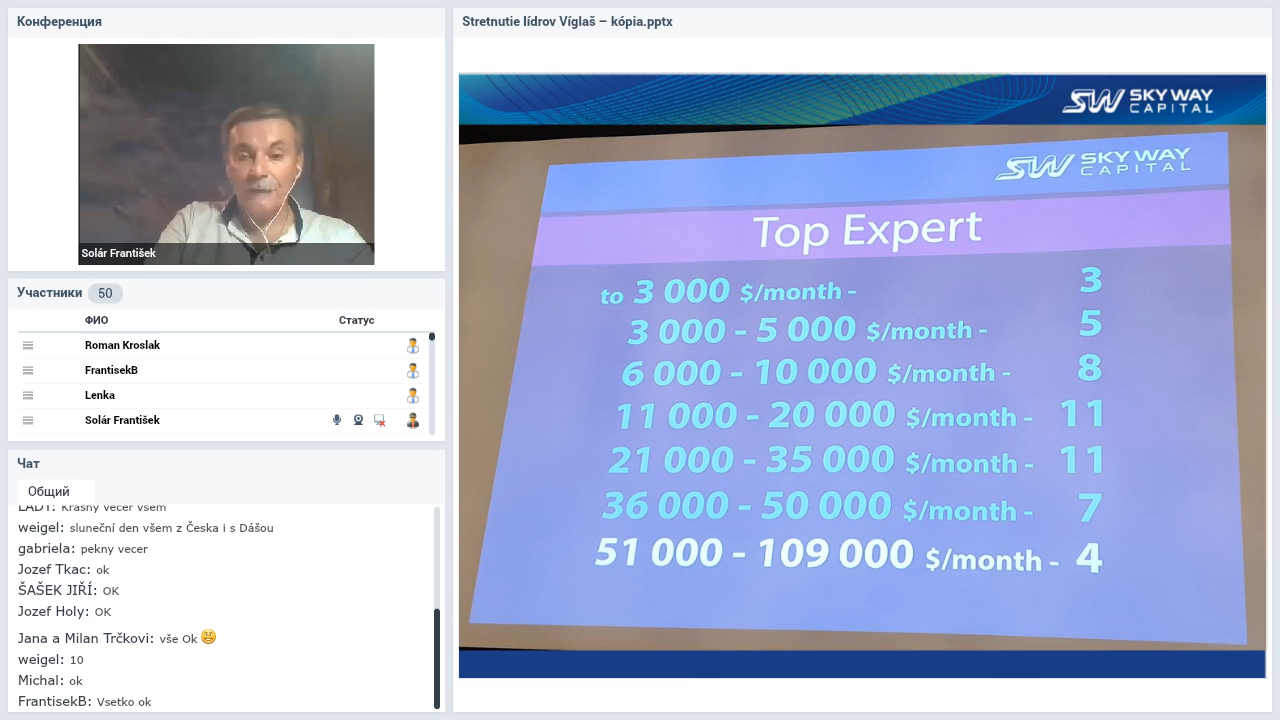 Конференция
Solár František
Участники 50
ФИО Статус
Roman Kroslak
FrantisekB
Lenka
Solár František
Чат
Общий
LADY: Krásny večer všem
weigel: sluneční den všem z Česka i s Dášou
gabriela: pekny vecer
Jozef Tkac: ok
ŠAŠEK JIŘÍ: OK
Jozef Holy: OK
Jana a Milan Trčkovi: vše Ok
weigel: 10
Michal: ok
FrantisekB: Vsetko ok
Stretnutie lídrov Víglaš – kópia.pptx
SW SKY WAY
CAPITAL
SW SKY WAY
CAPITAL
Top Expert
to 3 000 $/month - 3
3 000 - 5 000 $/month - 5
6 000 - 10 000 $/month - 8
11 000 - 20 000 $/month - 11
21 000 - 35 000 $/month - 11
36 000 - 50 000 $/month - 7
51 000 - 109 000 $/month - 4